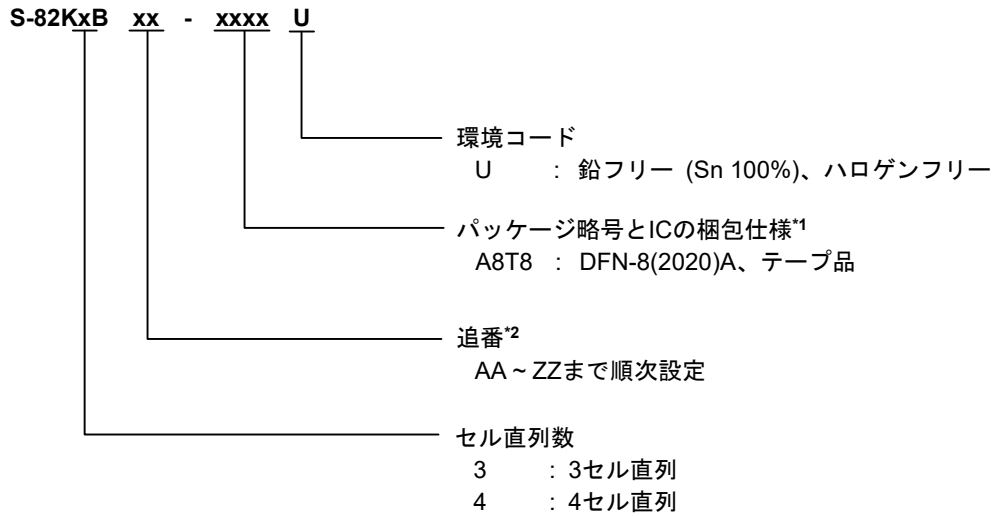 S-82KxB xx - xxxx U
環境コード
U : 鉛フリー (Sn 100%)、ハロゲンフリー
パッケージ略号とICの梱包仕様*1
A8T8 : DFN-8(2020)A、テープ品
追番*2
AA ~ ZZまで順次設定
セル直列数
3 : 3セル直列
4 : 4セル直列